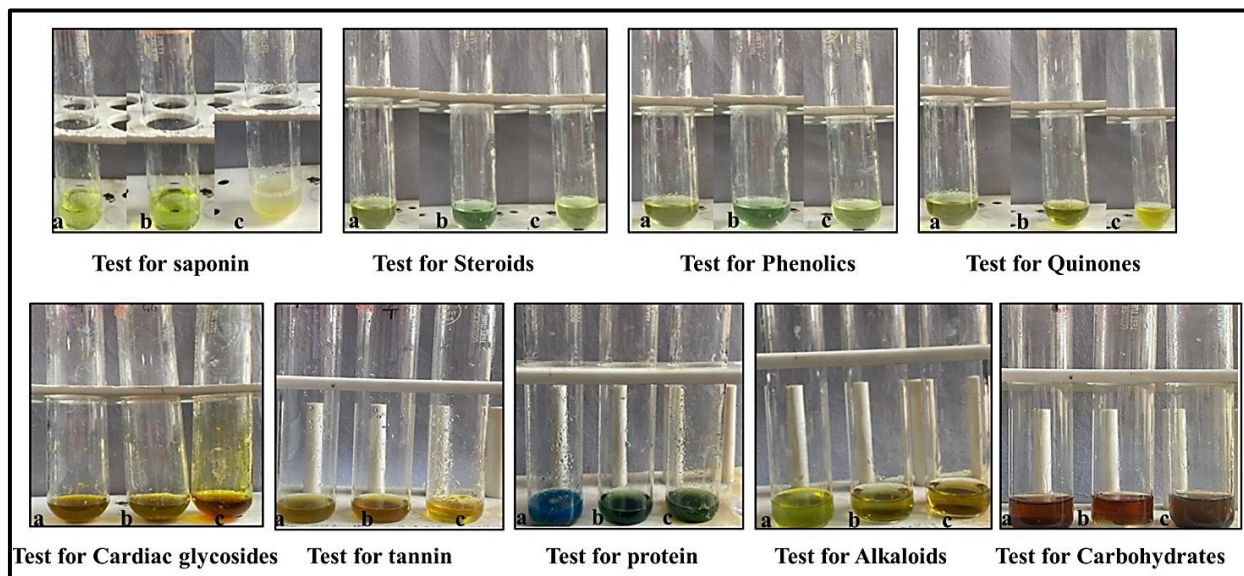 a b c
Test for saponin
a b c
Test for Steroids
a b c
Test for Phenolics
a b c
Test for Quinones
a b c
Test for Cardiac glycosides
a b c
Test for tannin
a b c
Test for protein
a b c
Test for Alkaloids
a b c
Test for Carbohydrates